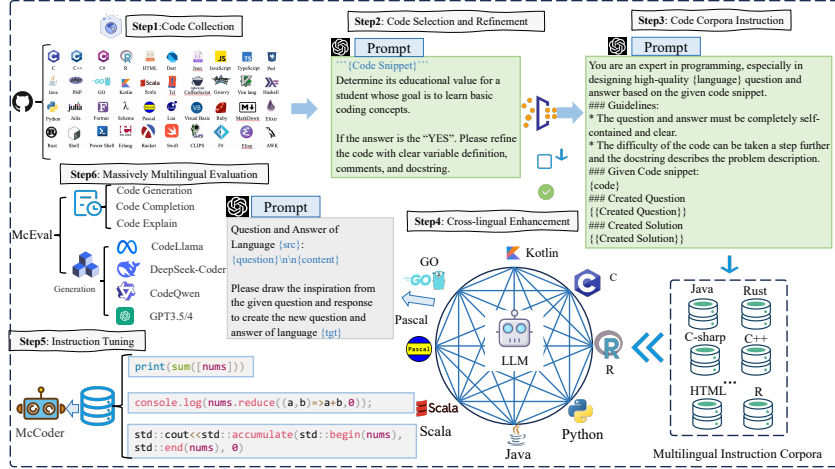 Step1:Code Collection
C C++ C# R HTML Dart Json JavaScript TypeScript Perl
Java PHP GO Kotlin Scala Tcl CoffeeScript Groovy Vim lang Haskell
Python Julia Fortran Scheme Pascal Lua Visual Basic Ruby MarkDown Elixir
Rust Shell Power Shell Erlang Racket Swift CLIPS F# Elisp AWK
Step2: Code Selection and Refinement
Prompt
```{Code Snippet}```
Determine its educational value for a
student whose goal is to learn basic
coding concepts.
If the answer is the “YES”. Please refine
the code with clear variable definition,
comments, and docstring.
Step3: Code Corpora Instruction
Prompt
You are an expert in programming, especially in
designing high-quality {language} question and
answer based on the given code snippet.
### Guidelines:
* The question and answer must be completely self-
contained and clear.
* The difficulty of the code can be taken a step further
and the docstring describes the problem description.
### Given Code snippet:
{code}
### Created Question
{{Created Question}}
### Created Solution
{{Created Solution}}
Java
Rust
C-sharp
C++
...
HTML
R
Multilingual Instruction Corpora
Step4: Cross-lingual Enhancement
Prompt
Question and Answer of
Language {src}:
{question}\n\n{content}
Please draw the inspiration from
the given question and response
to create the new question and
answer of language {tgt}
Kotlin
GO
GO
C
C
Pascal
Pascal
LLM
R
R
Scala
Scala
Python
Java
Java
Step5: Instruction Tuning
print(sum([nums]))
console.log(nums.reduce((a,b)=>a+b,0));
std::cout<<std::accumulate(std::begin(nums),
std::end(nums), 0)
McCoder
Step6: Massively Multilingual Evaluation
McEval
Code Generation
Code Completion
Code Explain
Generation
CodeLlama
DeepSeek-Coder
CodeQwen
GPT3.5/4